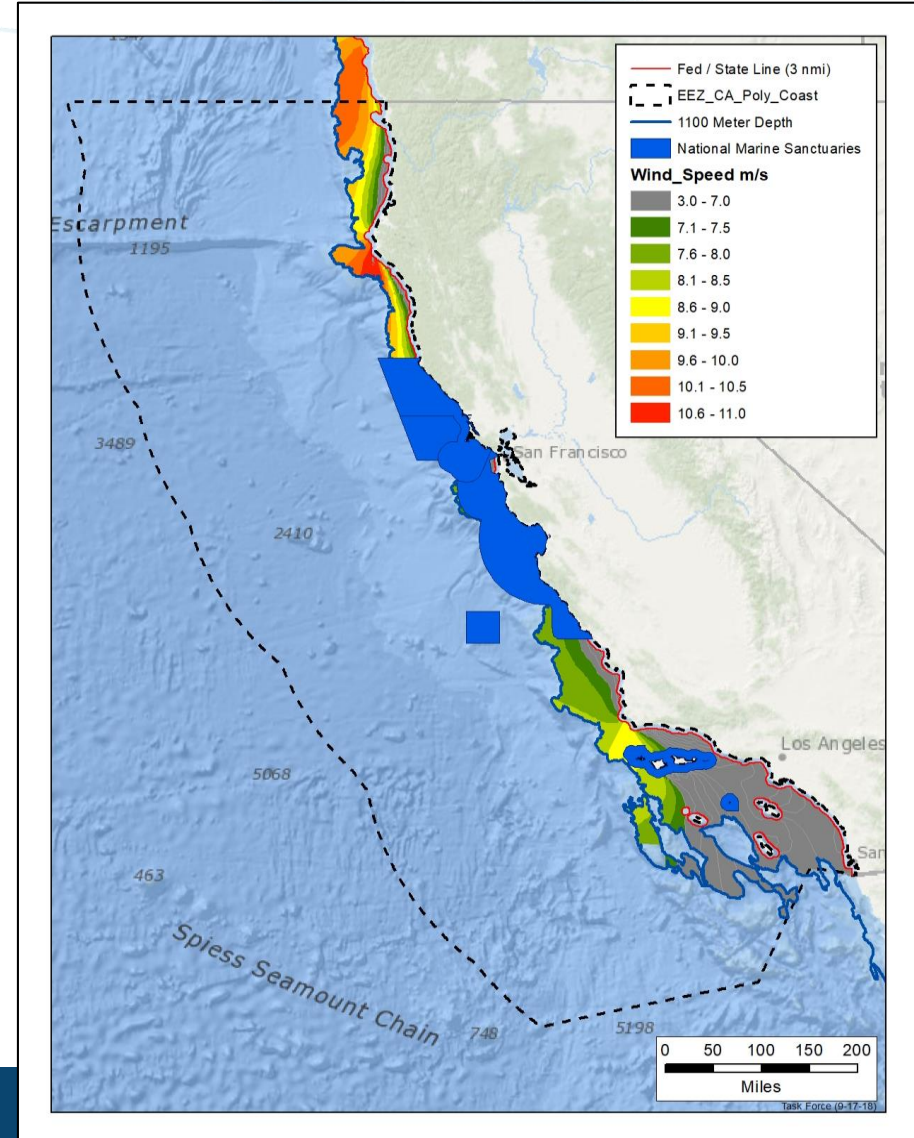 Fed / State Line (3 nmi)
EEZ_CA_Poly_Coast
1100 Meter Depth
National Marine Sanctuaries
Wind_Speed m/s
3.0 - 7.0
7.1 - 7.5
7.6 - 8.0
8.1 - 8.5
8.6 - 9.0
9.1 - 9.5
9.6 - 10.0
10.1 - 10.5
10.6 - 11.0
Escarpment
1195
3489
San Francisco
2410
Los Angeles
5068
San
463
Spiess Seamount Chain
748
5198
0 50 100 150 200
Miles
Task Force (9-17-18)